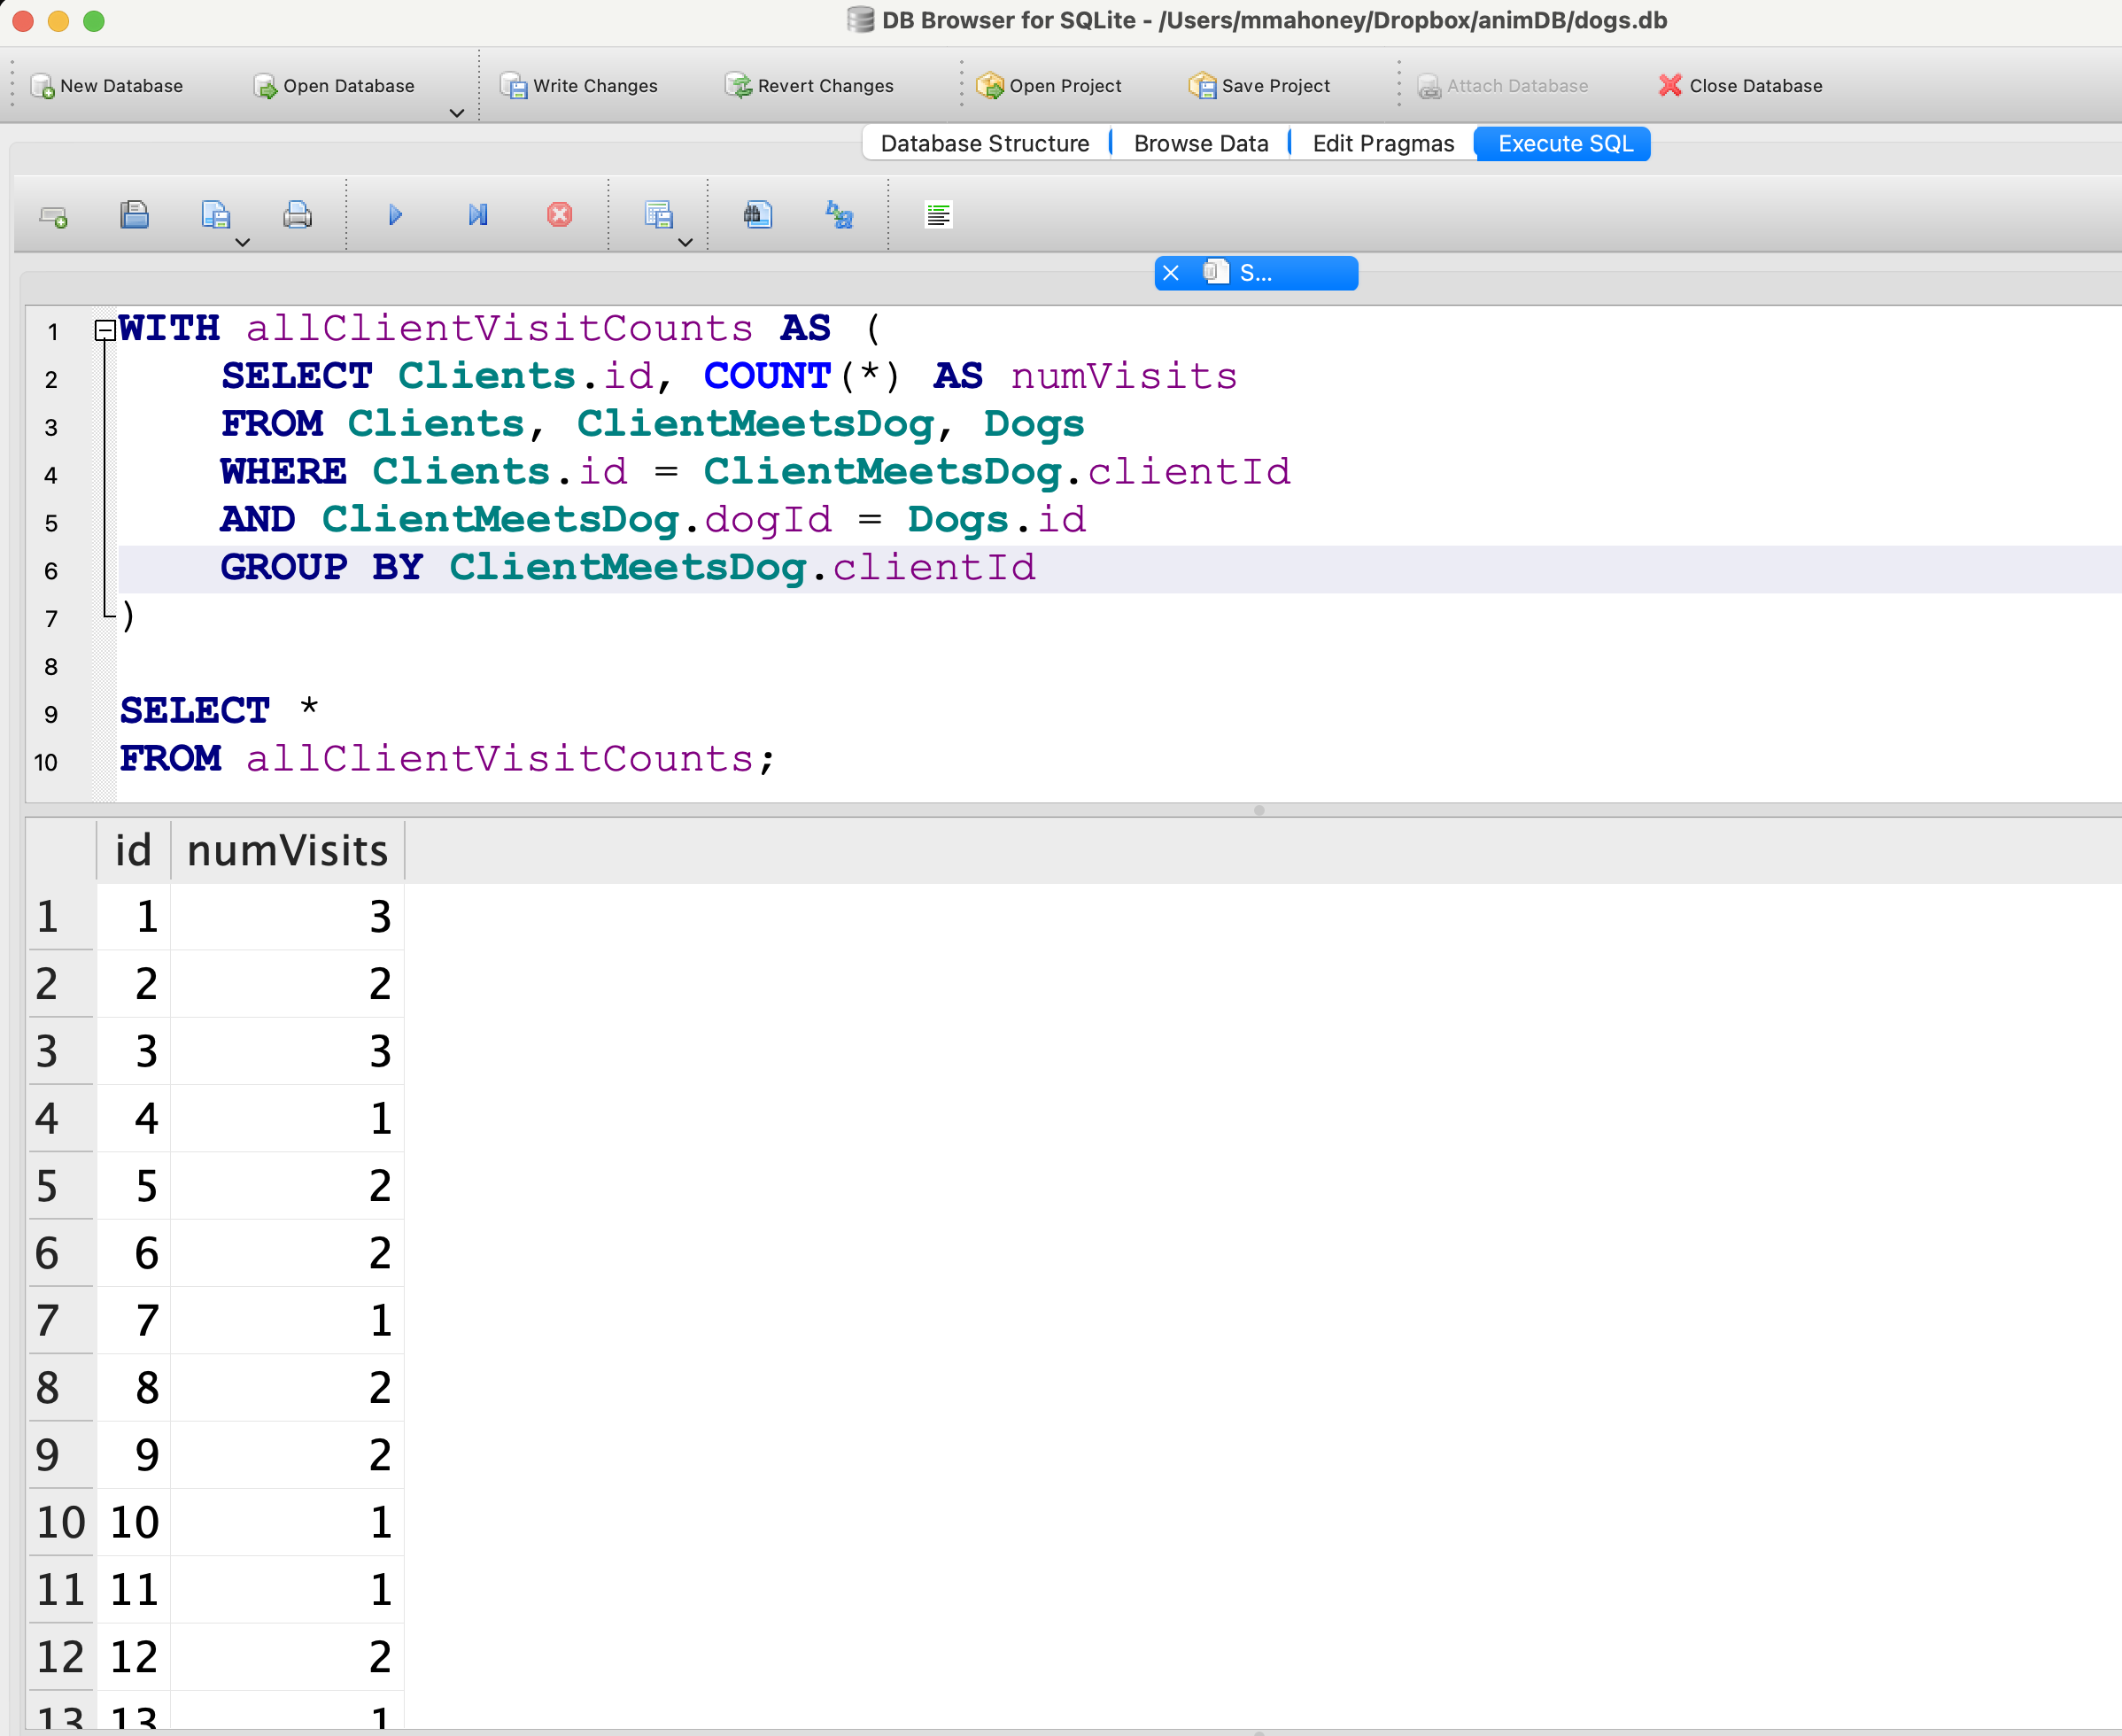 DB Browser for SQLite - /Users/mmahoney/Dropbox/animDB/dogs.db
New Database Open Database Write Changes Revert Changes Open Project Save Project Attach Database Close Database
Database Structure Browse Data Edit Pragmas Execute SQL
S...
1 WITH allClientVisitCounts AS (
2 SELECT Clients.id, COUNT(*) AS numVisits
3 FROM Clients, ClientMeetsDog, Dogs
4 WHERE Clients.id = ClientMeetsDog.clientId
5 AND ClientMeetsDog.dogId = Dogs.id
6 GROUP BY ClientMeetsDog.clientId
7 )
8
9 SELECT *
10 FROM allClientVisitCounts;
id numVisits
1 1 3
2 2 2
3 3 3
4 4 1
5 5 2
6 6 2
7 7 1
8 8 2
9 9 2
10 10 1
11 11 1
12 12 2
13 13 1